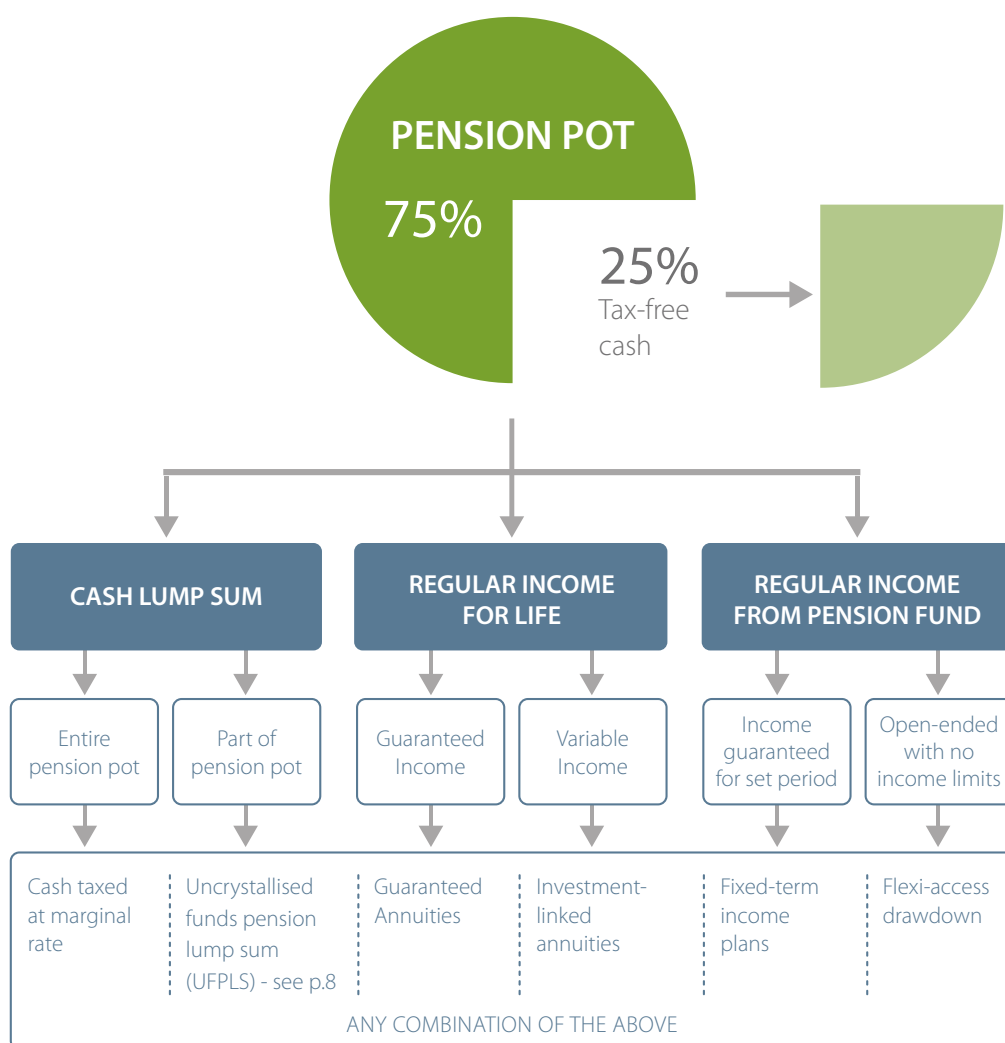 PENSION POT
75%
25%
Tax-free
cash
CASH LUMP SUM
REGULAR INCOME
FOR LIFE
REGULAR INCOME
FROM PENSION FUND
Entire
pension pot
Part of
pension pot
Guaranteed
Income
Variable
Income
Income
guaranteed
for set period
Open-ended
with no
income limits
Cash taxed
at marginal
rate
Uncrystallised
funds pension
lump sum
(UFPLS) - see p.8
Guaranteed
Annuities
Investment-
linked
annuities
Fixed-term
income
plans
Flexi-access
drawdown
ANY COMBINATION OF THE ABOVE